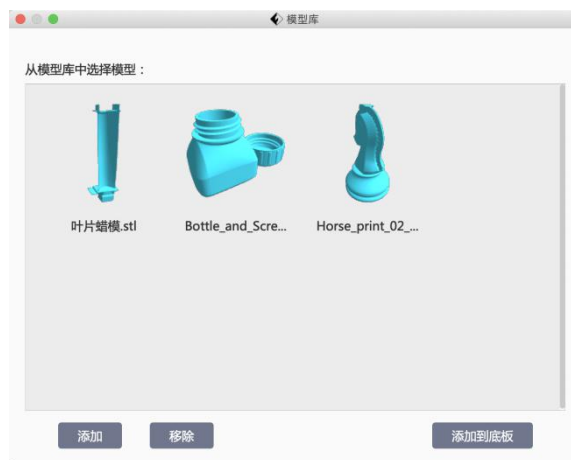 模型库
从模型库中选择模型：
叶片蜡模.stl Bottle_and_Scre... Horse_print_02_...
添加 移除 添加到底板